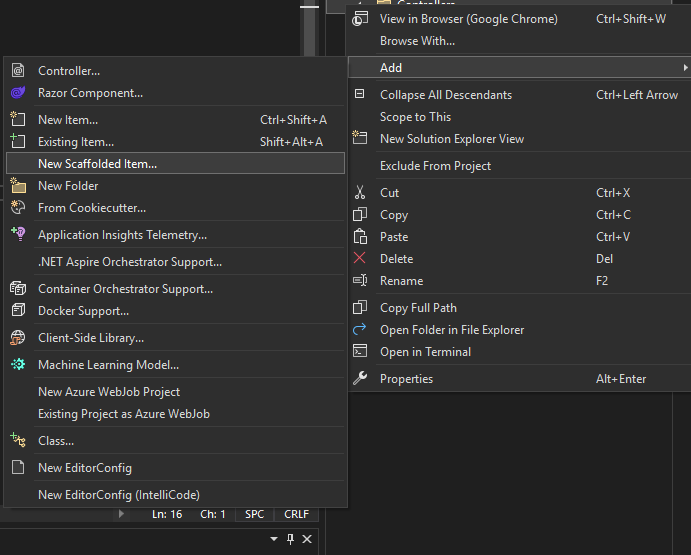 Controllers
View in Browser (Google Chrome) Ctrl+Shift+W
Browse With...
Add
Collapse All Descendants Ctrl+Left Arrow
Scope to This
New Solution Explorer View
Exclude From Project
Cut Ctrl+X
Copy Ctrl+C
Paste Ctrl+V
Delete Del
Rename F2
Copy Full Path
Open Folder in File Explorer
Open in Terminal
Properties Alt+Enter
Controller...
Razor Component...
New Item... Ctrl+Shift+A
Existing Item... Shift+Alt+A
New Scaffolded Item...
New Folder
From Cookiecutter...
Application Insights Telemetry...
.NET Aspire Orchestrator Support...
Container Orchestrator Support...
Docker Support...
Client-Side Library...
Machine Learning Model...
New Azure WebJob Project
Existing Project as Azure WebJob
Class...
New EditorConfig
New EditorConfig (IntelliCode)
Ln: 16 Ch: 1 SPC CRLF